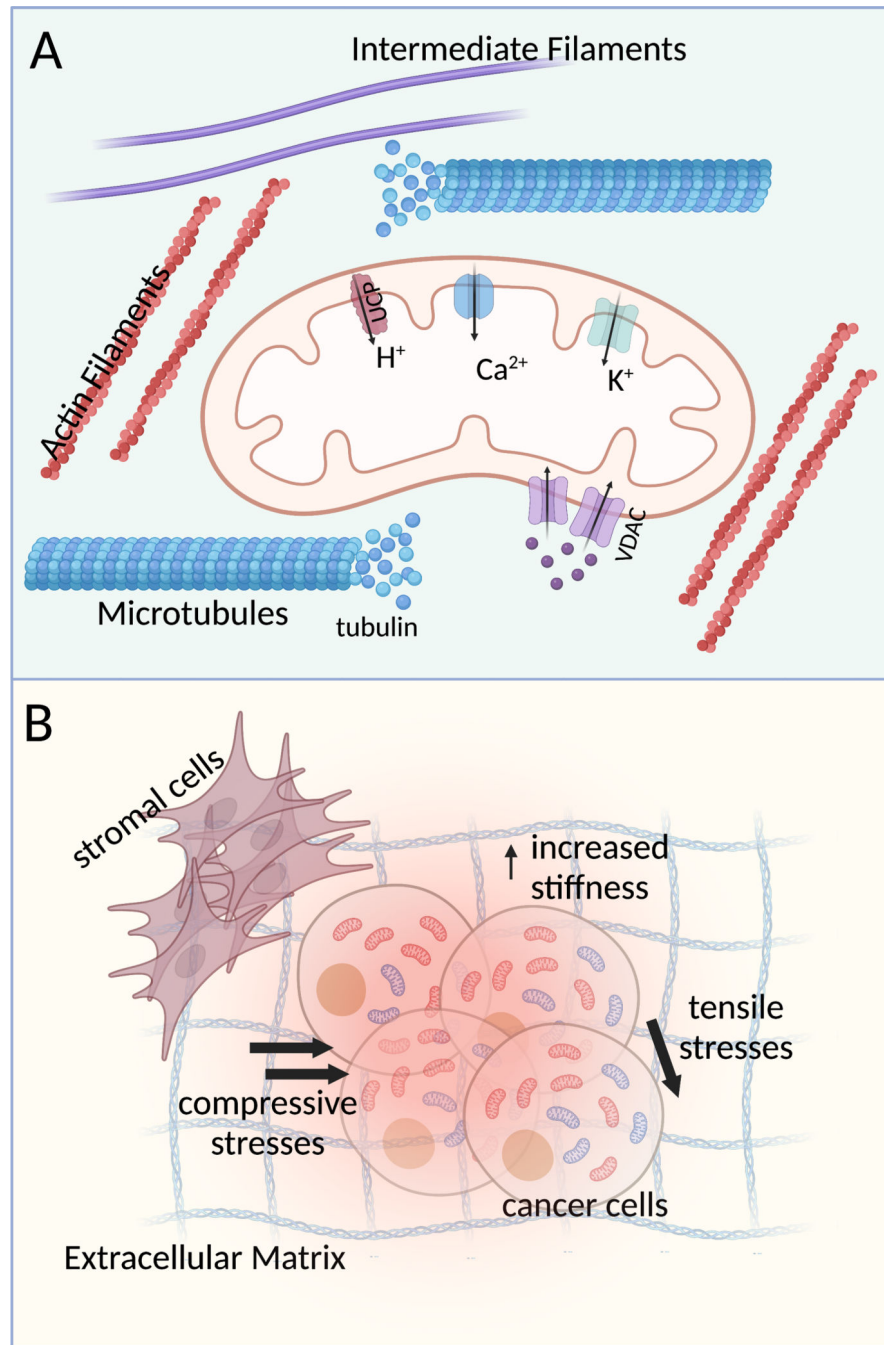 A
Intermediate Filaments
Actin Filaments
UCP
H⁺
Ca²⁺
K⁺
VDAC
Microtubules
tubulin
B
stromal cells
increased
stiffness
tensile
stresses
compressive
stresses
cancer cells
Extracellular Matrix